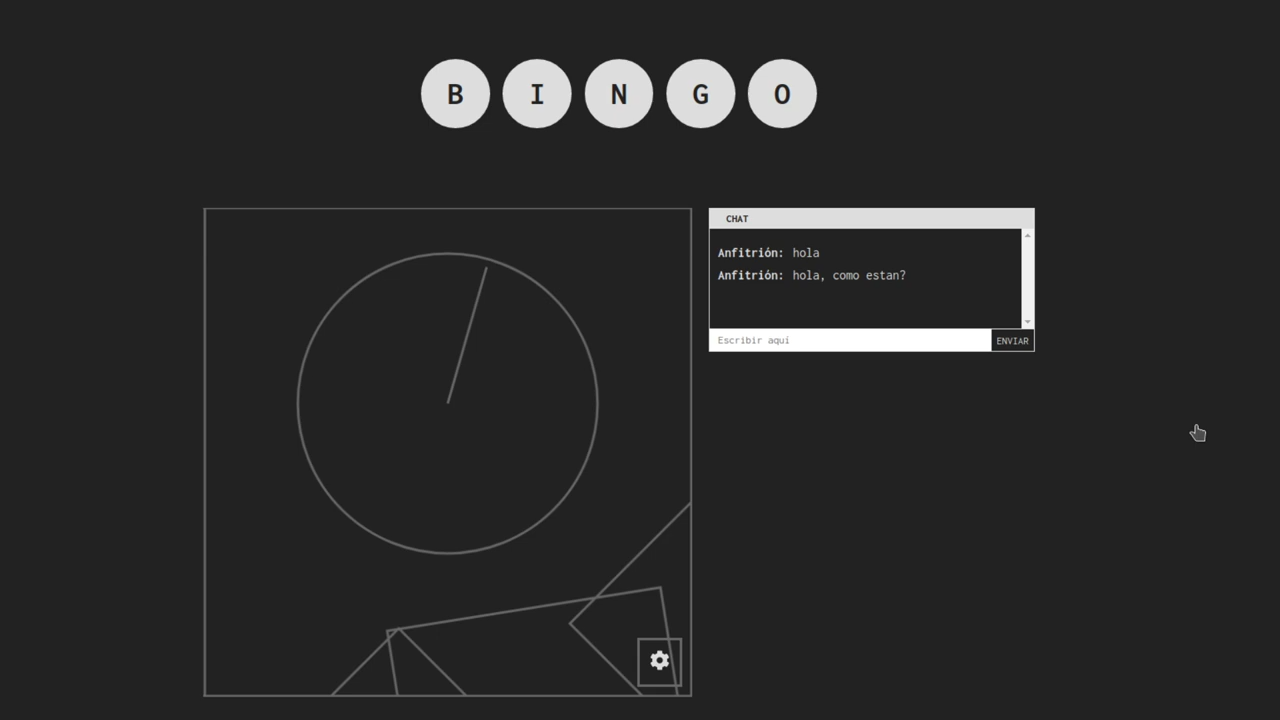 B I N G O
CHAT
Anfitrión: hola
Anfitrión: hola, como estan?
Escribir aquí
ENVIAR